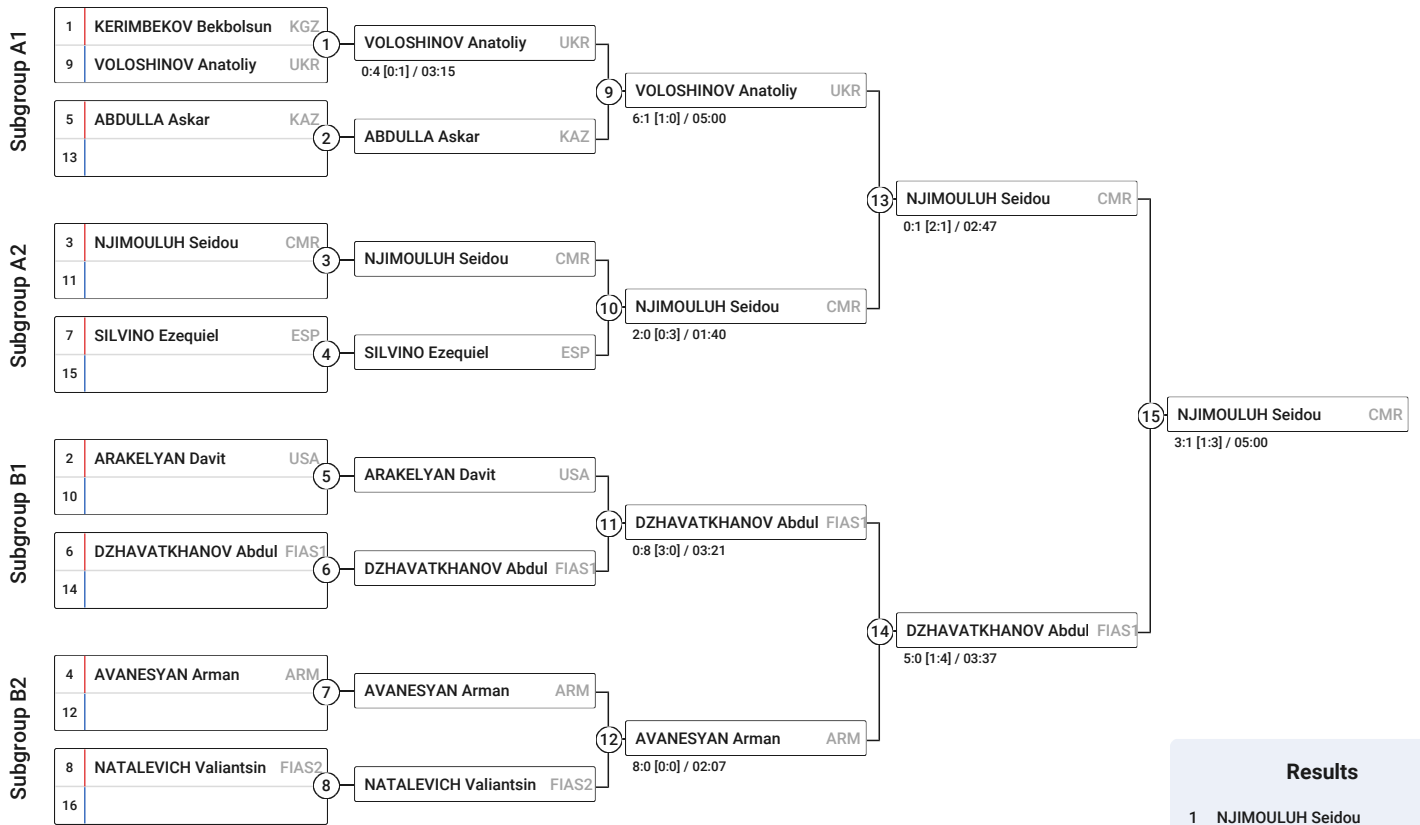 Subgroup A1
1 KERIMBEKOV Bekbolsun KGZ
9 VOLOSHINOV Anatoliy UKR
1
5 ABDULLA Askar KAZ
13
2
Subgroup A2
3 NJIMOULUH Seidou CMR
11
3
7 SILVINO Ezequiel ESP
15
4
Subgroup B1
2 ARAKELYAN Davit USA
10
5
6 DZHAVATKHANOV Abdul FIAS1
14
6
Subgroup B2
4 AVANESYAN Arman ARM
12
7
8 NATALEVICH Valiantsin FIAS2
16
8
VOLOSHINOV Anatoliy UKR
0:4 [0:1] / 03:15
ABDULLA Askar KAZ
9
NJIMOULUH Seidou CMR
SILVINO Ezequiel ESP
10
ARAKELYAN Davit USA
DZHAVATKHANOV Abdul FIAS1
11
AVANESYAN Arman ARM
NATALEVICH Valiantsin FIAS2
12
VOLOSHINOV Anatoliy UKR
6:1 [1:0] / 05:00
NJIMOULUH Seidou CMR
2:0 [0:3] / 01:40
13
DZHAVATKHANOV Abdul FIAS1
0:8 [3:0] / 03:21
AVANESYAN Arman ARM
8:0 [0:0] / 02:07
14
NJIMOULUH Seidou CMR
0:1 [2:1] / 02:47
DZHAVATKHANOV Abdul FIAS1
5:0 [1:4] / 03:37
15
NJIMOULUH Seidou CMR
3:1 [1:3] / 05:00
Results
1 NJIMOULUH Seidou